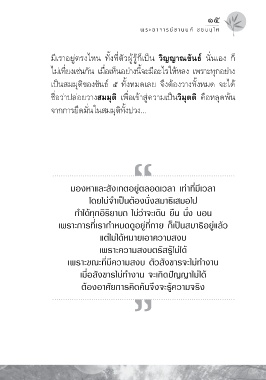 ๑๕
พระอาจารย์สายนต์ ชยมงโค
มีเราอยู่ตรงไหน ทั้งที่ตัวผู้รู้ก็เป็น วิญญาณขันธ์ นั่นเอง ก็
ไม่เที่ยงเช่นกัน เมื่อเห็นอย่างนี้จะมีอะไรให้หลง เพราะทุกอย่าง
เป็นสมมุติของขันธ์ ๕ ทั้งหมดเลย จึงต้องวางทั้งหมด จะได้
ชื่อว่าปลอยวางสมมุติ เพื่อเข้าสู่ความเป็นวิมุตติ คือหลุดพ้น
จากการยึดมั่นในสมมุติทั้งปวง...
“
มองหาและสังเกตอยู่ตลอดเวลา เท่าที่มีเวลา
โดยไม่จำเป็นต้องนั่งสมาธิเสมอไป
ทำได้ทุกอิริยาบถ ไม่ว่าจะเดิน ยืน นั่ง นอน
เพราะการที่เรากำหนดดูอยู่ที่กาย ก็เป็นสมาธิอยู่แล้ว
แต่ไม่ได้หมายเอาความสงบ
เพราะความสงบตรัสรู้ไม่ได้
เพราะขณะที่มีความสงบ ตัวสังขารจะไม่ทำงาน
เมื่อสังขารไม่ทำงาน จะเกิดปัญญาไม่ได้
ต้องอาศัยการคิดค้นจึงจะรู้ความจริง
”